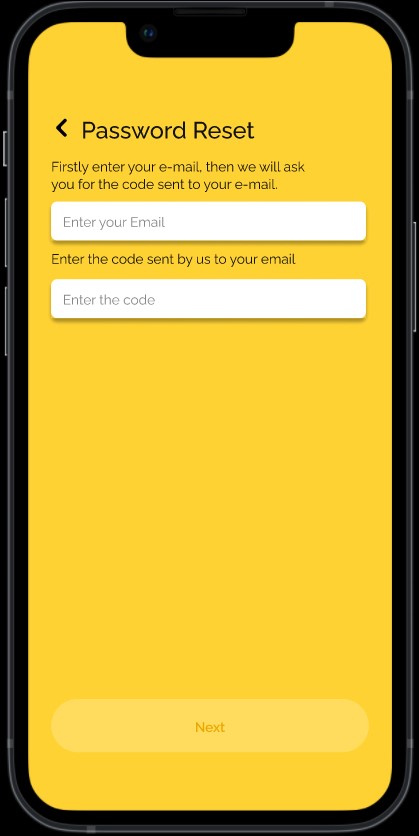 Password Reset
Firstly enter your e-mail, then we will ask
you for the code sent to your e-mail.
Enter your Email
Enter the code sent by us to your email
Enter the code
Next